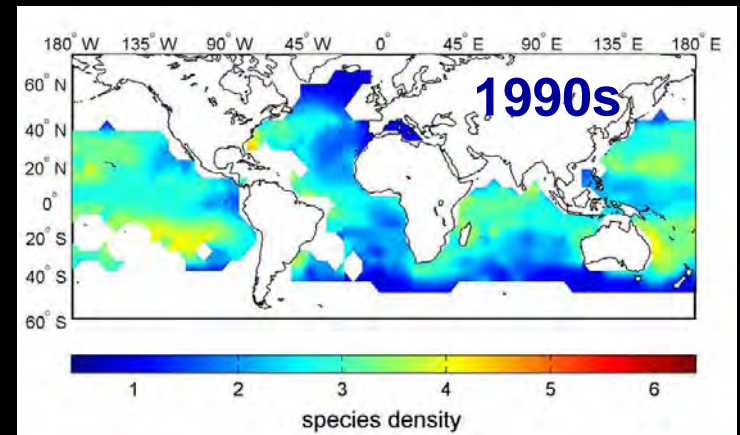 180° W 135° W 90° W 45° W 0° 45° E 90° E 135° E 180° E
1990s
60° N
40° N
20° N
0°
20° S
40° S
60° S
1 2 3 4 5 6
species density